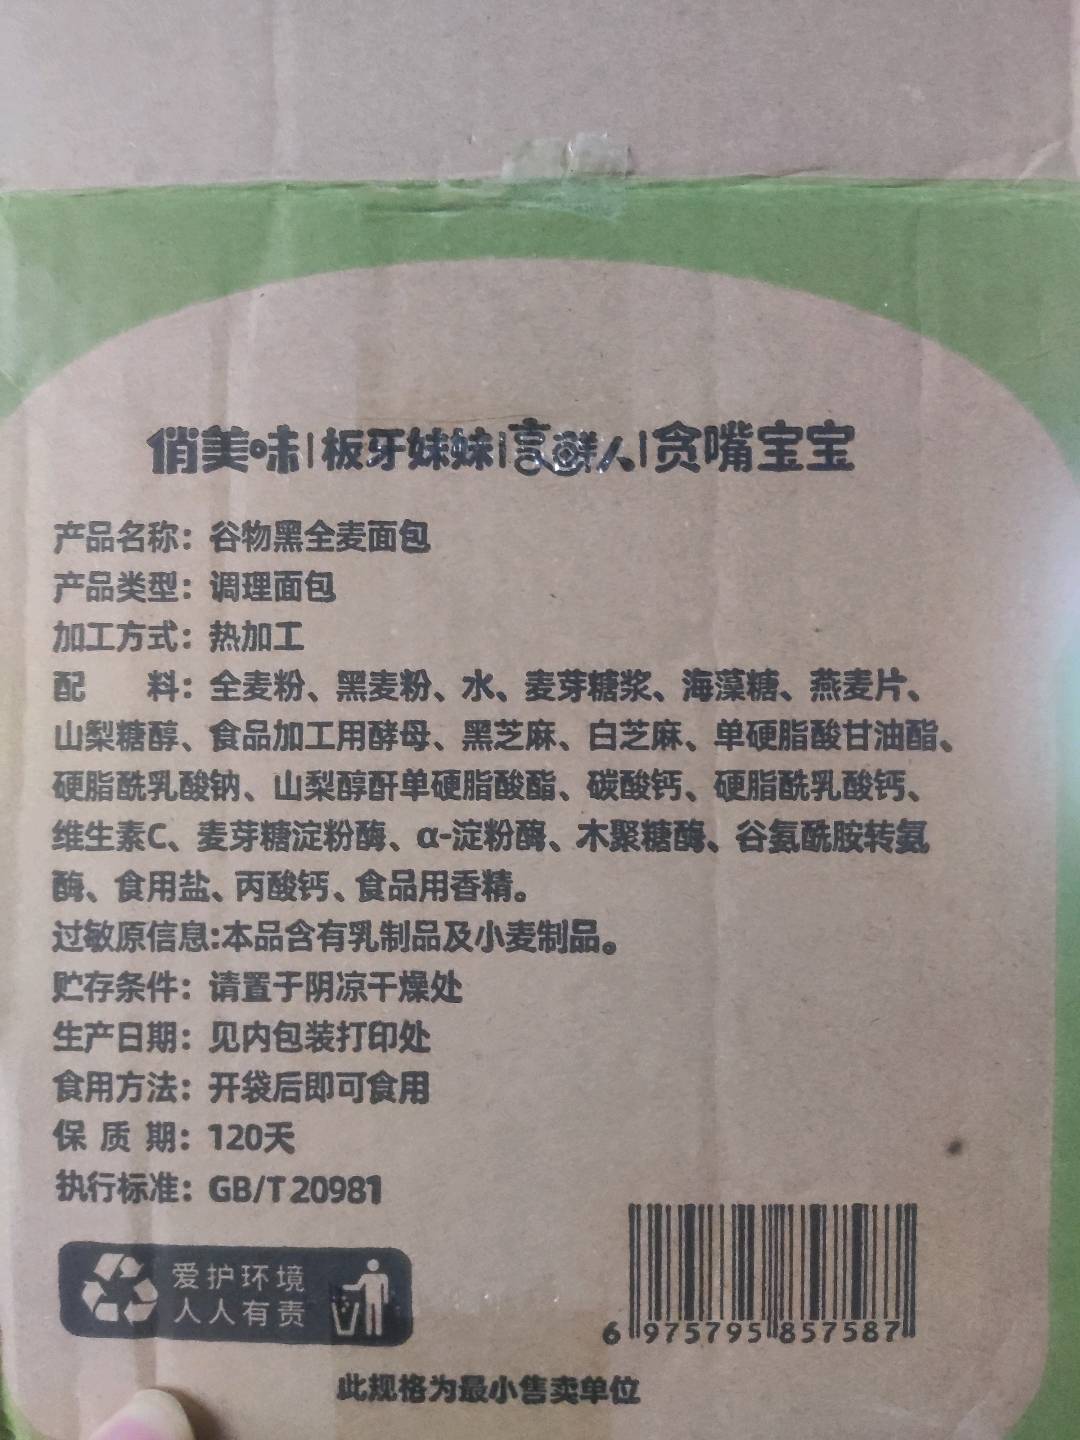 俏美味|板牙妹妹|享鲜人|贪嘴宝宝
产品名称：谷物黑全麦面包
产品类型：调理面包
加工方式：热加工
配 料：全麦粉、黑麦粉、水、麦芽糖浆、海藻糖、燕麦片、
山梨糖醇、食品加工用酵母、黑芝麻、白芝麻、单硬脂酸甘油酯、
硬脂酰乳酸钠、山梨醇酐单硬脂酸酯、碳酸钙、硬脂酰乳酸钙、
维生素C、麦芽糖淀粉酶、α-淀粉酶、木聚糖酶、谷氨酰胺转氨
酶、食用盐、丙酸钙、食品用香精。
过敏原信息:本品含有乳制品及小麦制品。
贮存条件：请置于阴凉干燥处
生产日期：见内包装打印处
食用方法：开袋后即可食用
保 质 期：120天
执行标准：GB/T 20981
爱护环境
人人有责
6 975795 857587
此规格为最小售卖单位